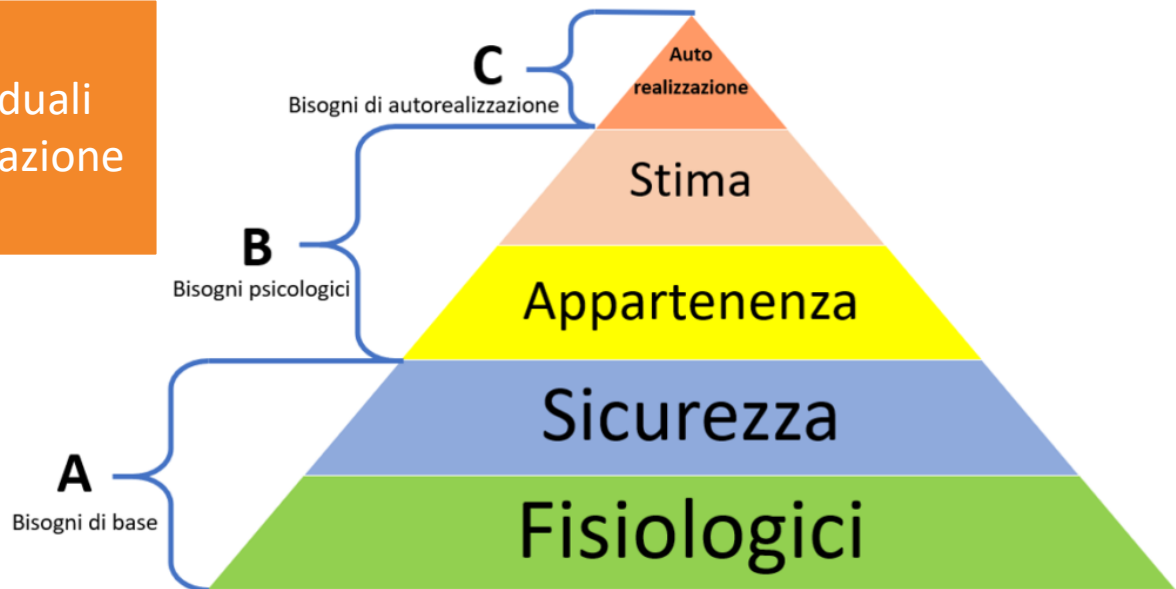 duali
azione
C
Bisogni di autorealizzazione
B
Bisogni psicologici
A
Bisogni di base
Auto
realizzazione
Stima
Appartenenza
Sicurezza
Fisiologici